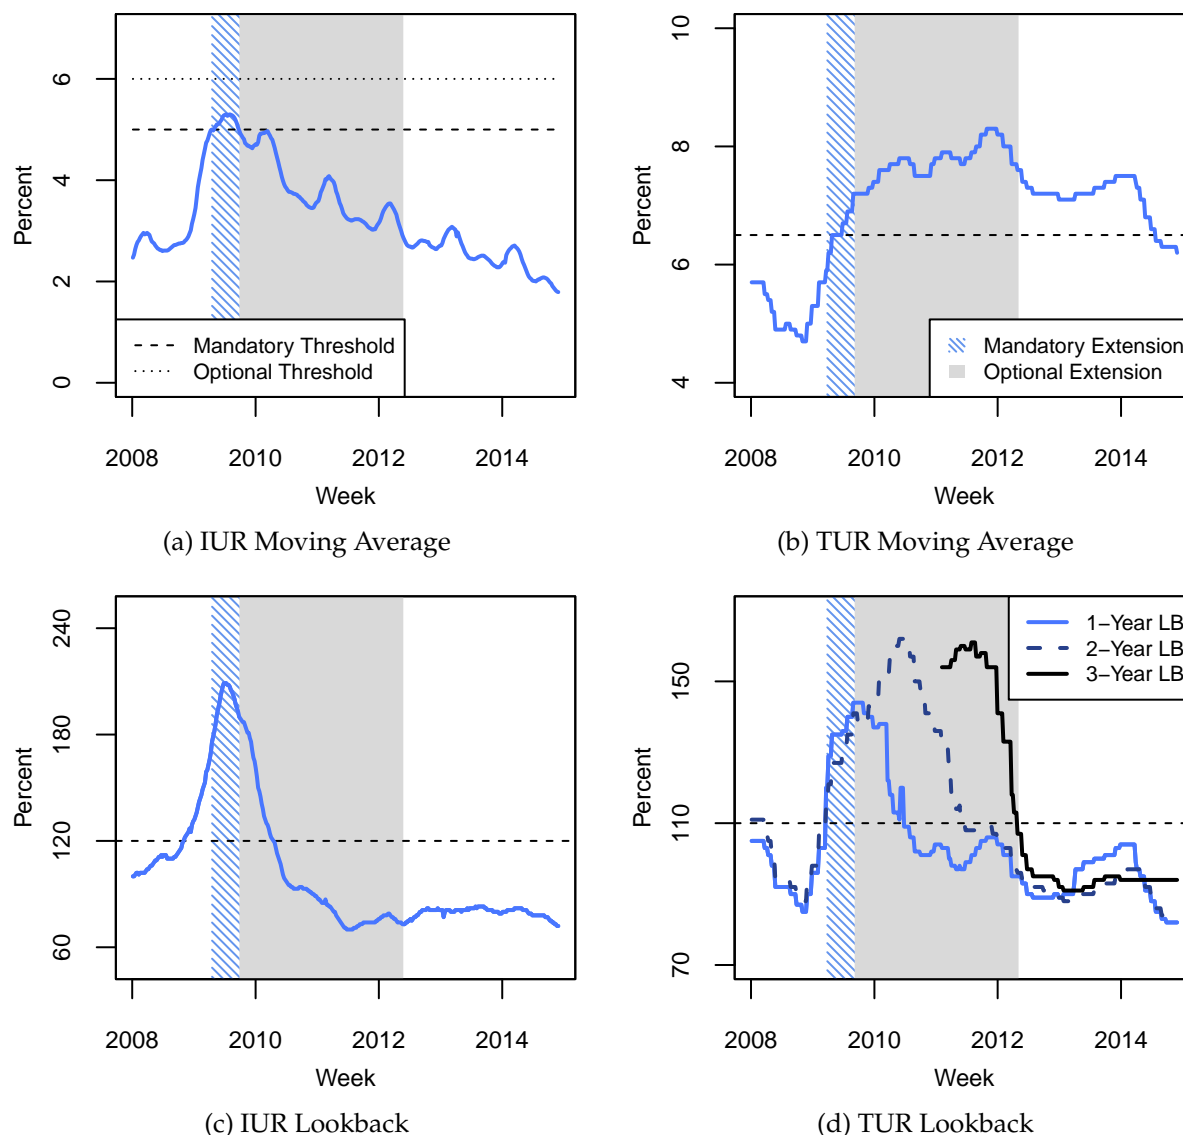 6
4
2
0
Percent
Mandatory Threshold
Optional Threshold
2008 2010 2012 2014
Week
(a) IUR Moving Average
10
8
6
4
Percent
Mandatory Extension
Optional Extension
2008 2010 2012 2014
Week
(b) TUR Moving Average
240
180
120
60
Percent
2008 2010 2012 2014
Week
(c) IUR Lookback
150
110
70
Percent
1−Year LB
2−Year LB
3−Year LB
2008 2010 2012 2014
Week
(d) TUR Lookback